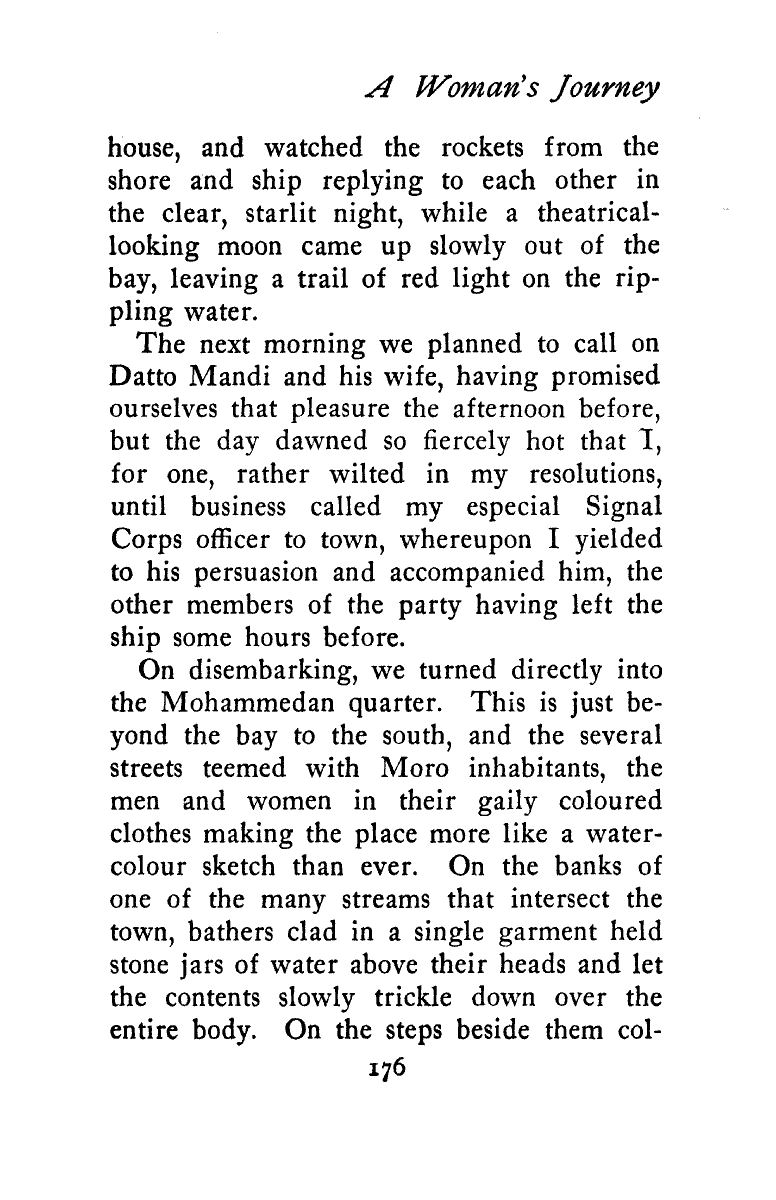 A Woman's Journey
house, and watched the rockets from the
shore and ship replying to each other in
the clear, starlit night, while a theatrical-
looking moon came up slowly out of the
bay, leaving a trail of red light on the rip-
pling water.
The next morning we planned to call on
Datto Mandi and his wife, having promised
ourselves that pleasure the afternoon before,
but the day dawned so fiercely hot that I,
for one, rather wilted in my resolutions,
until business called my especial Signal
Corps officer to town, whereupon I yielded
to his persuasion and accompanied him, the
other members of the party having left the
ship some hours before.
On disembarking, we turned directly into
the Mohammedan quarter. This is just be-
yond the bay to the south, and the several
streets teemed with Moro inhabitants, the
men and women in their gaily coloured
clothes making the place more like a water-
colour sketch than ever. On the banks of
one of the many streams that intersect the
town, bathers clad in a single garment held
stone jars of water above their heads and let
the contents slowly trickle down over the
entire body. On the steps beside them col-
176